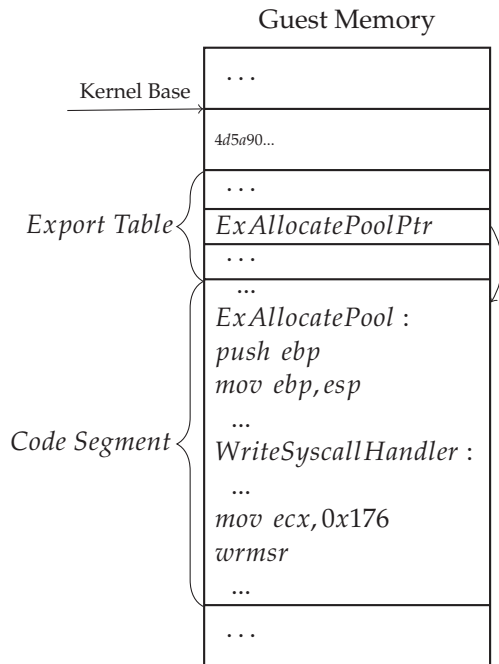 Guest Memory
. . .
Kernel Base
4d5a90...
. . .
Export Table
ExAllocatePoolPtr
. . .
...
ExAllocatePool :
push ebp
mov ebp, esp
...
Code Segment
WriteSyscallHandler :
...
mov ecx, 0x176
wrmsr
...
. . .